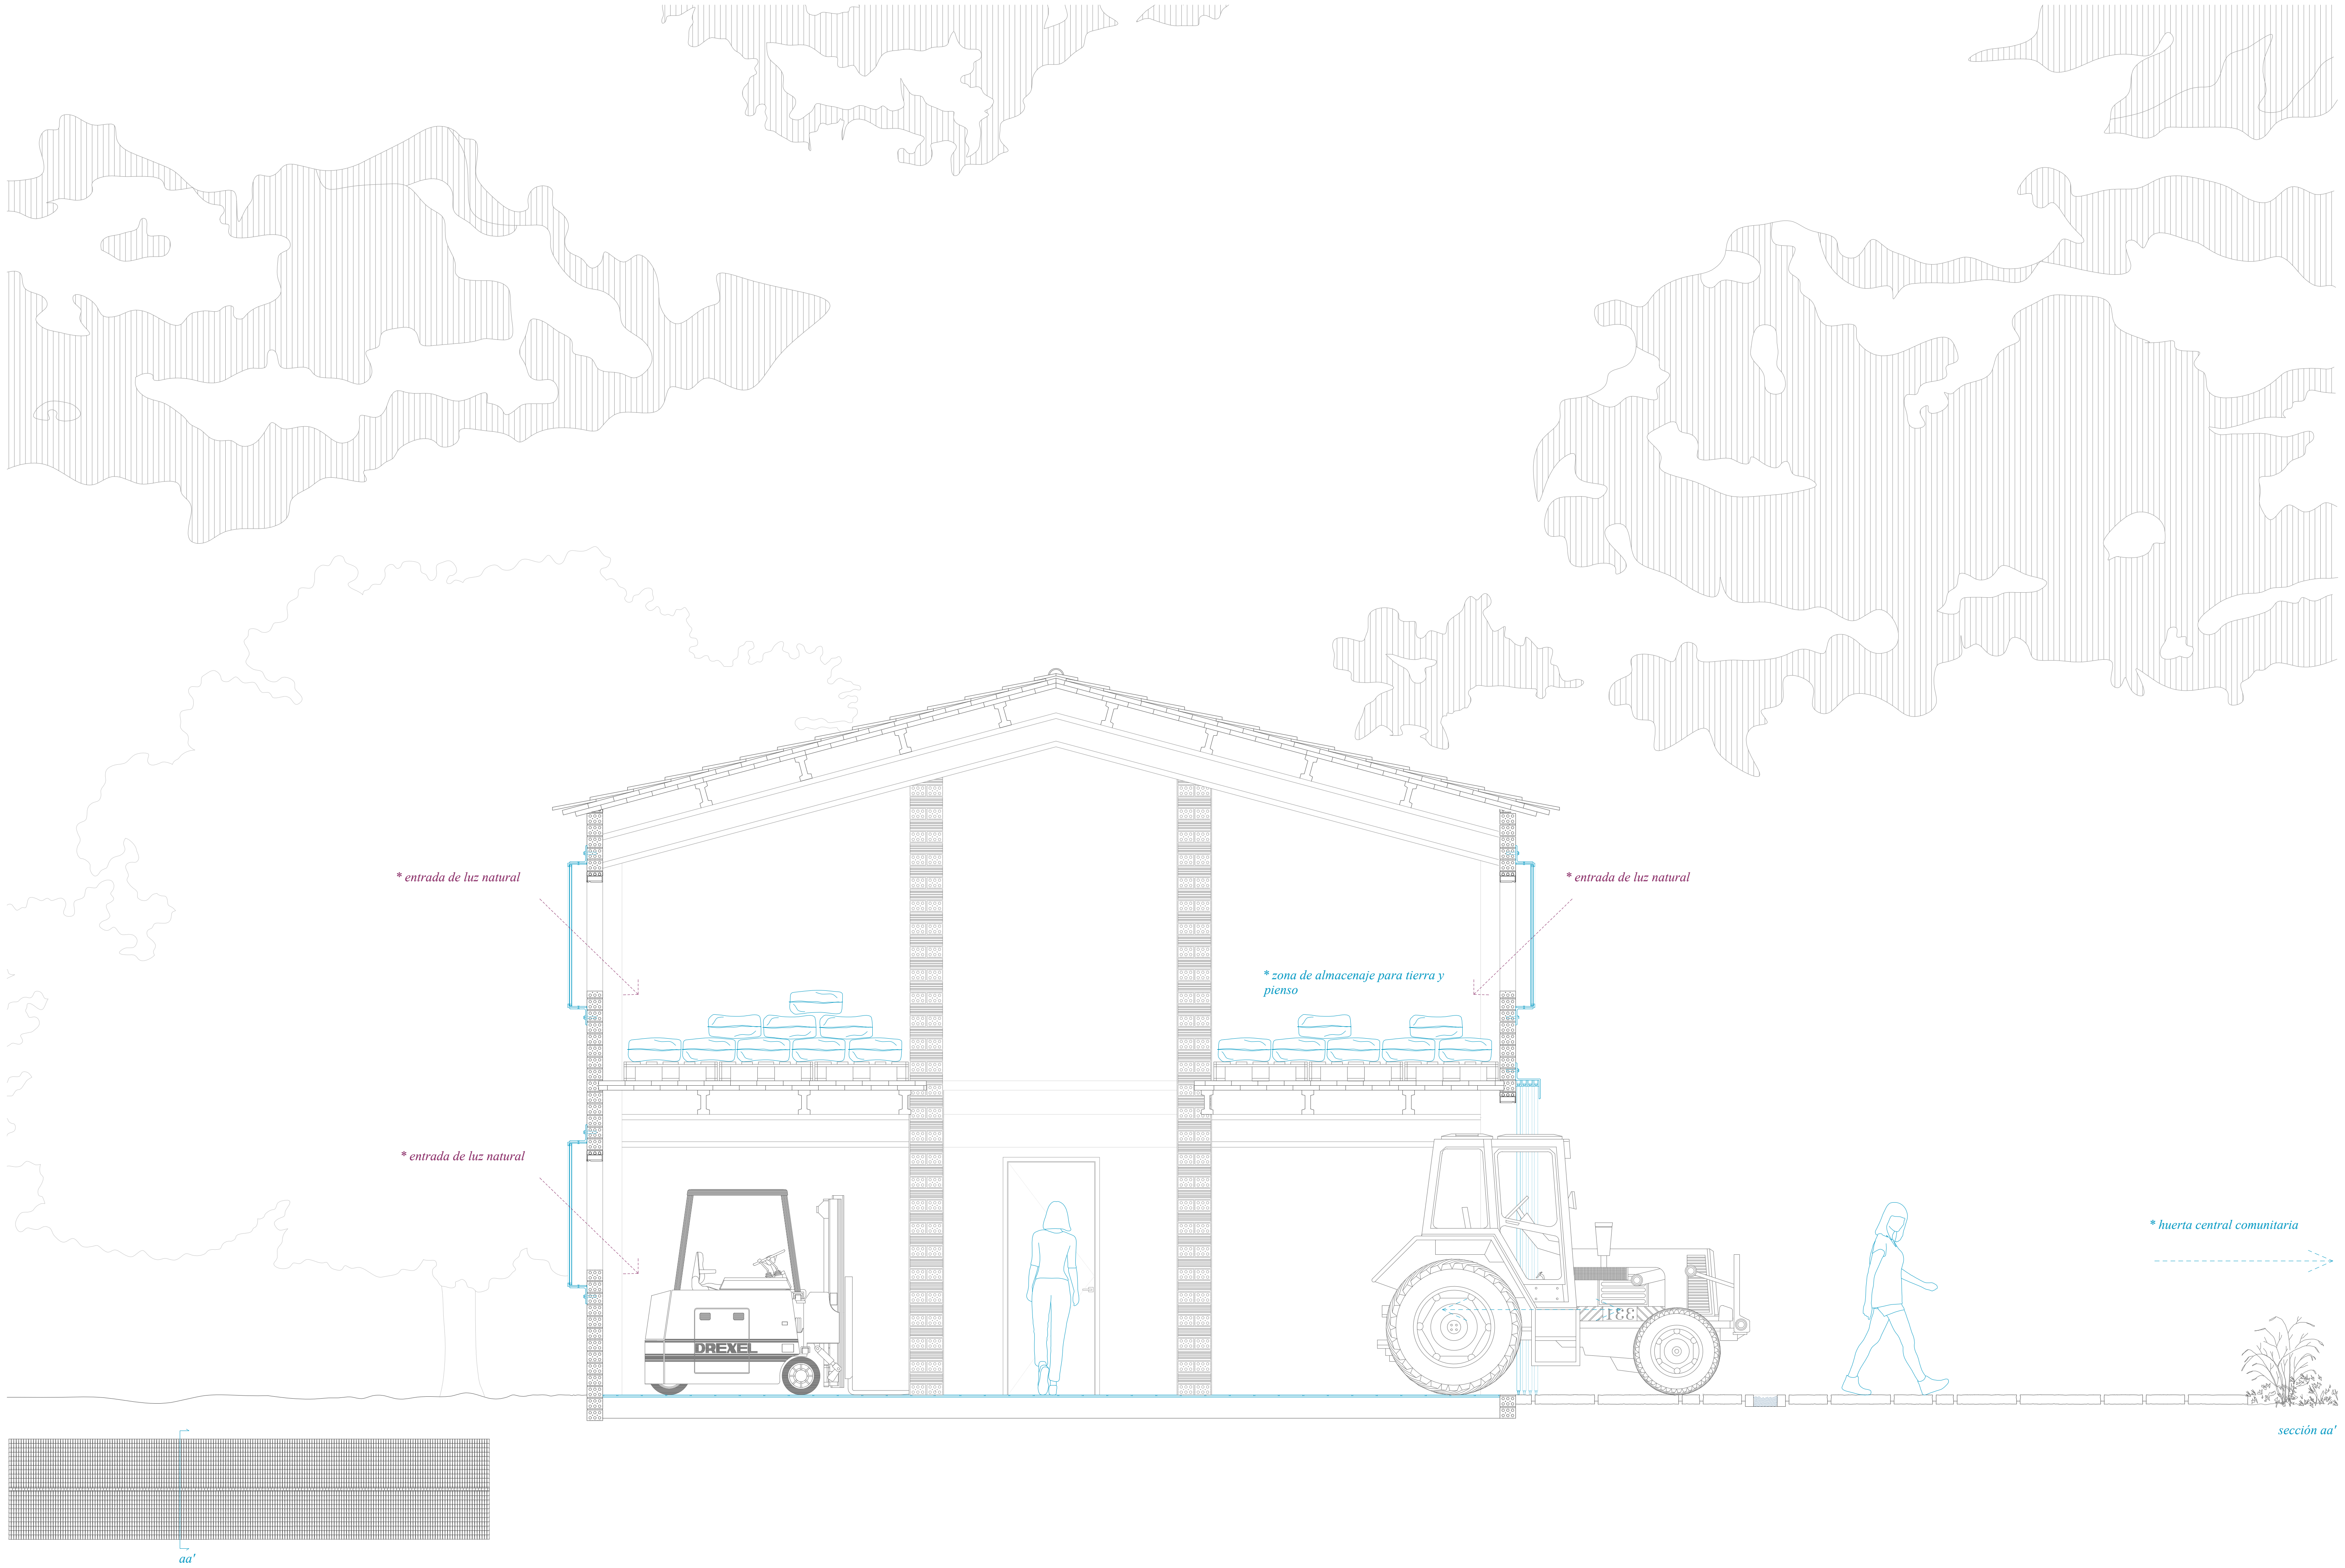 * entrada de luz natural
* entrada de luz natural
* zona de almacenaje para tierra y
pienso
* entrada de luz natural
* huerta central comunitaria
1331
DREXEL
sección aa'
aa'